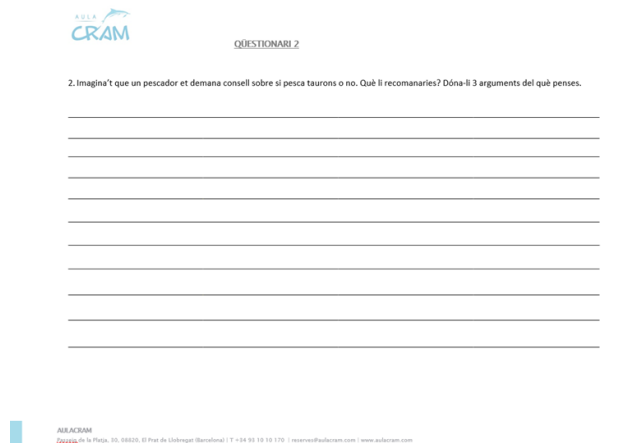 AULA
CRAM
QÜESTIONARI 2
2. Imagina't que un pescador et demana consell sobre si pesca taurons o no. Què li recomanaries? Dóna-li 3 arguments del què penses.
AULACRAM
Passeig de la Platja, 30, 08820, El Prat de Llobregat (Barcelona) | T +34 93 10 10 170 | reserves@aulacram.com | www.aulacram.com